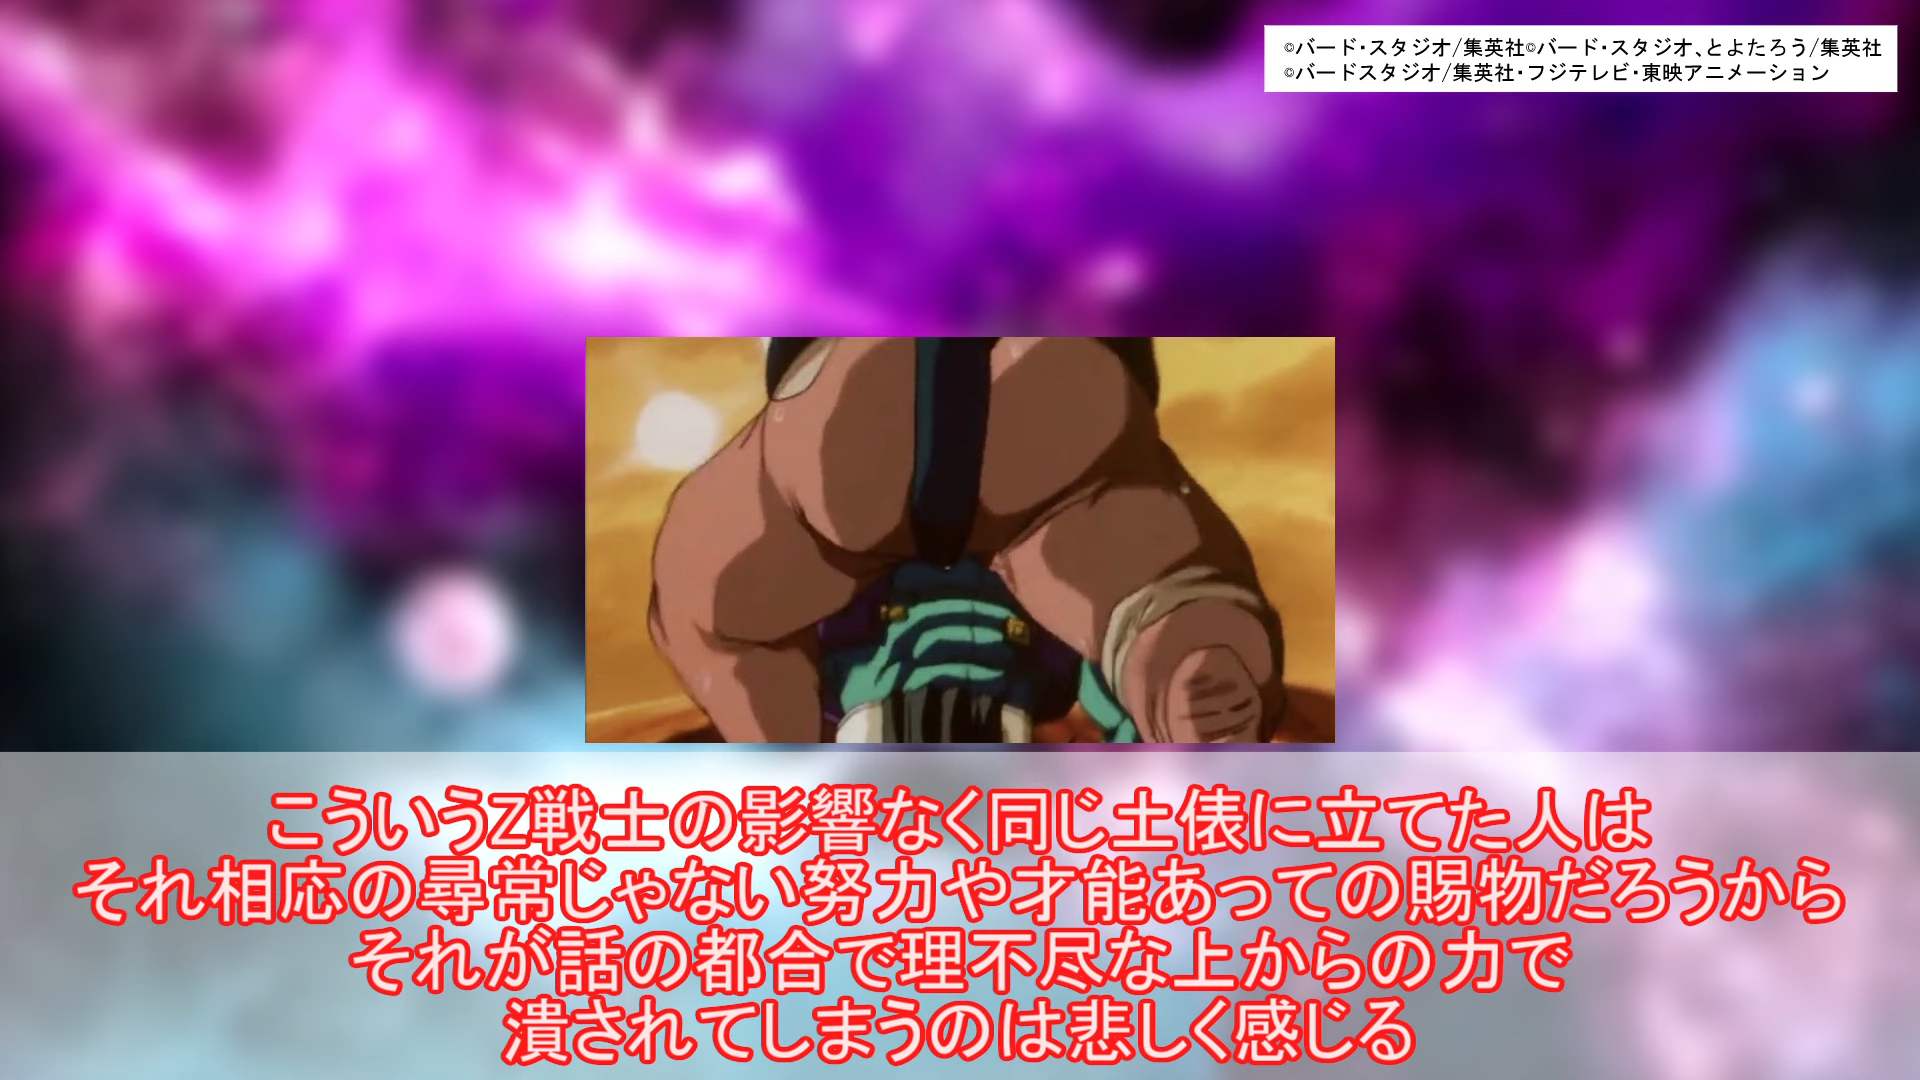 ©バード・スタジオ/集英社©バード・スタジオ、とよたろう/集英社
©バードスタジオ/集英社・フジテレビ・東映アニメーション
こういうZ戦士の影響なく同じ土俵に立てた人は
それ相応の尋常じゃない努力や才能あっての賜物だろうから
それが話の都合で理不尽な上からの力で
潰されてしまうのは悲しく感じる